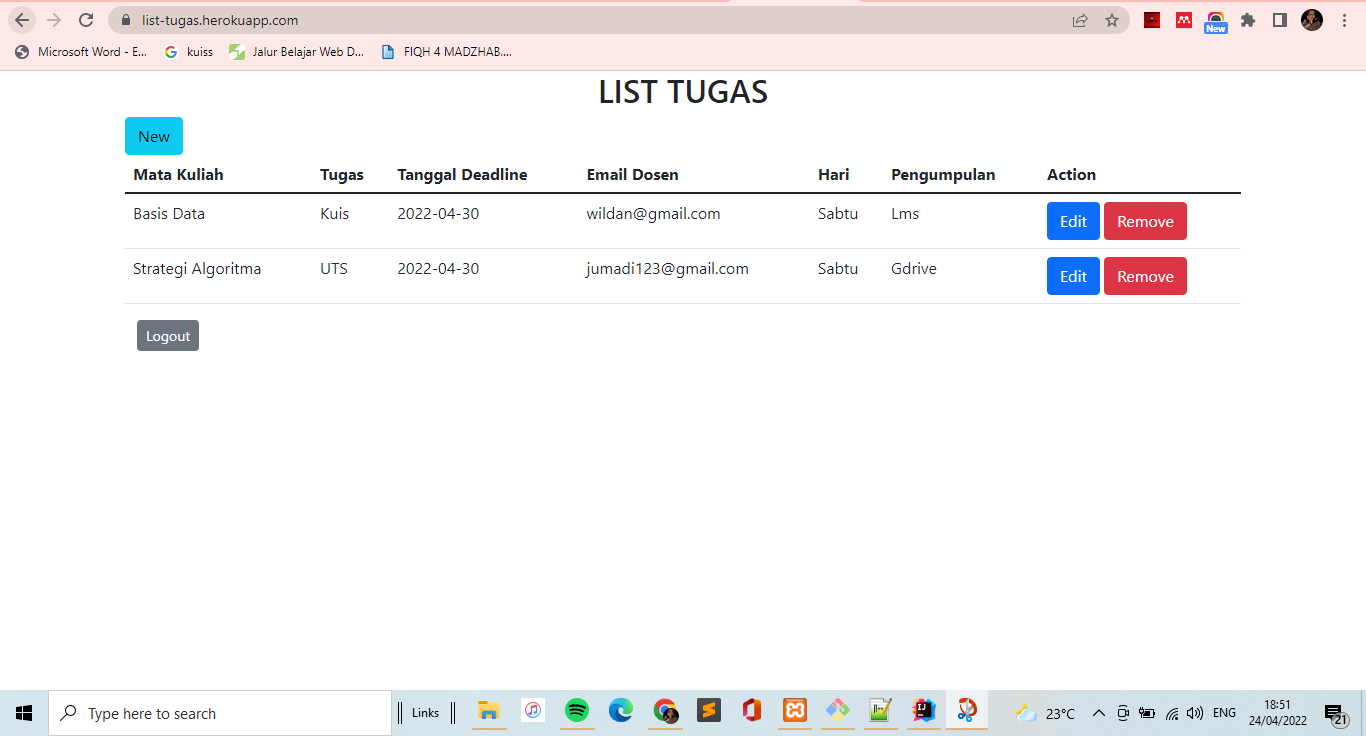 list-tugas.herokuapp.com
New
Microsoft Word - E... kuiss Jalur Belajar Web D... FIQH 4 MADZHAB....
LIST TUGAS
New
Mata Kuliah Tugas Tanggal Deadline Email Dosen Hari Pengumpulan Action
Basis Data Kuis 2022-04-30 wildan@gmail.com Sabtu Lms Edit Remove
Strategi Algoritma UTS 2022-04-30 jumadi123@gmail.com Sabtu Gdrive Edit Remove
Logout
Type here to search Links 23°C ENG 18:51
24/04/2022 21